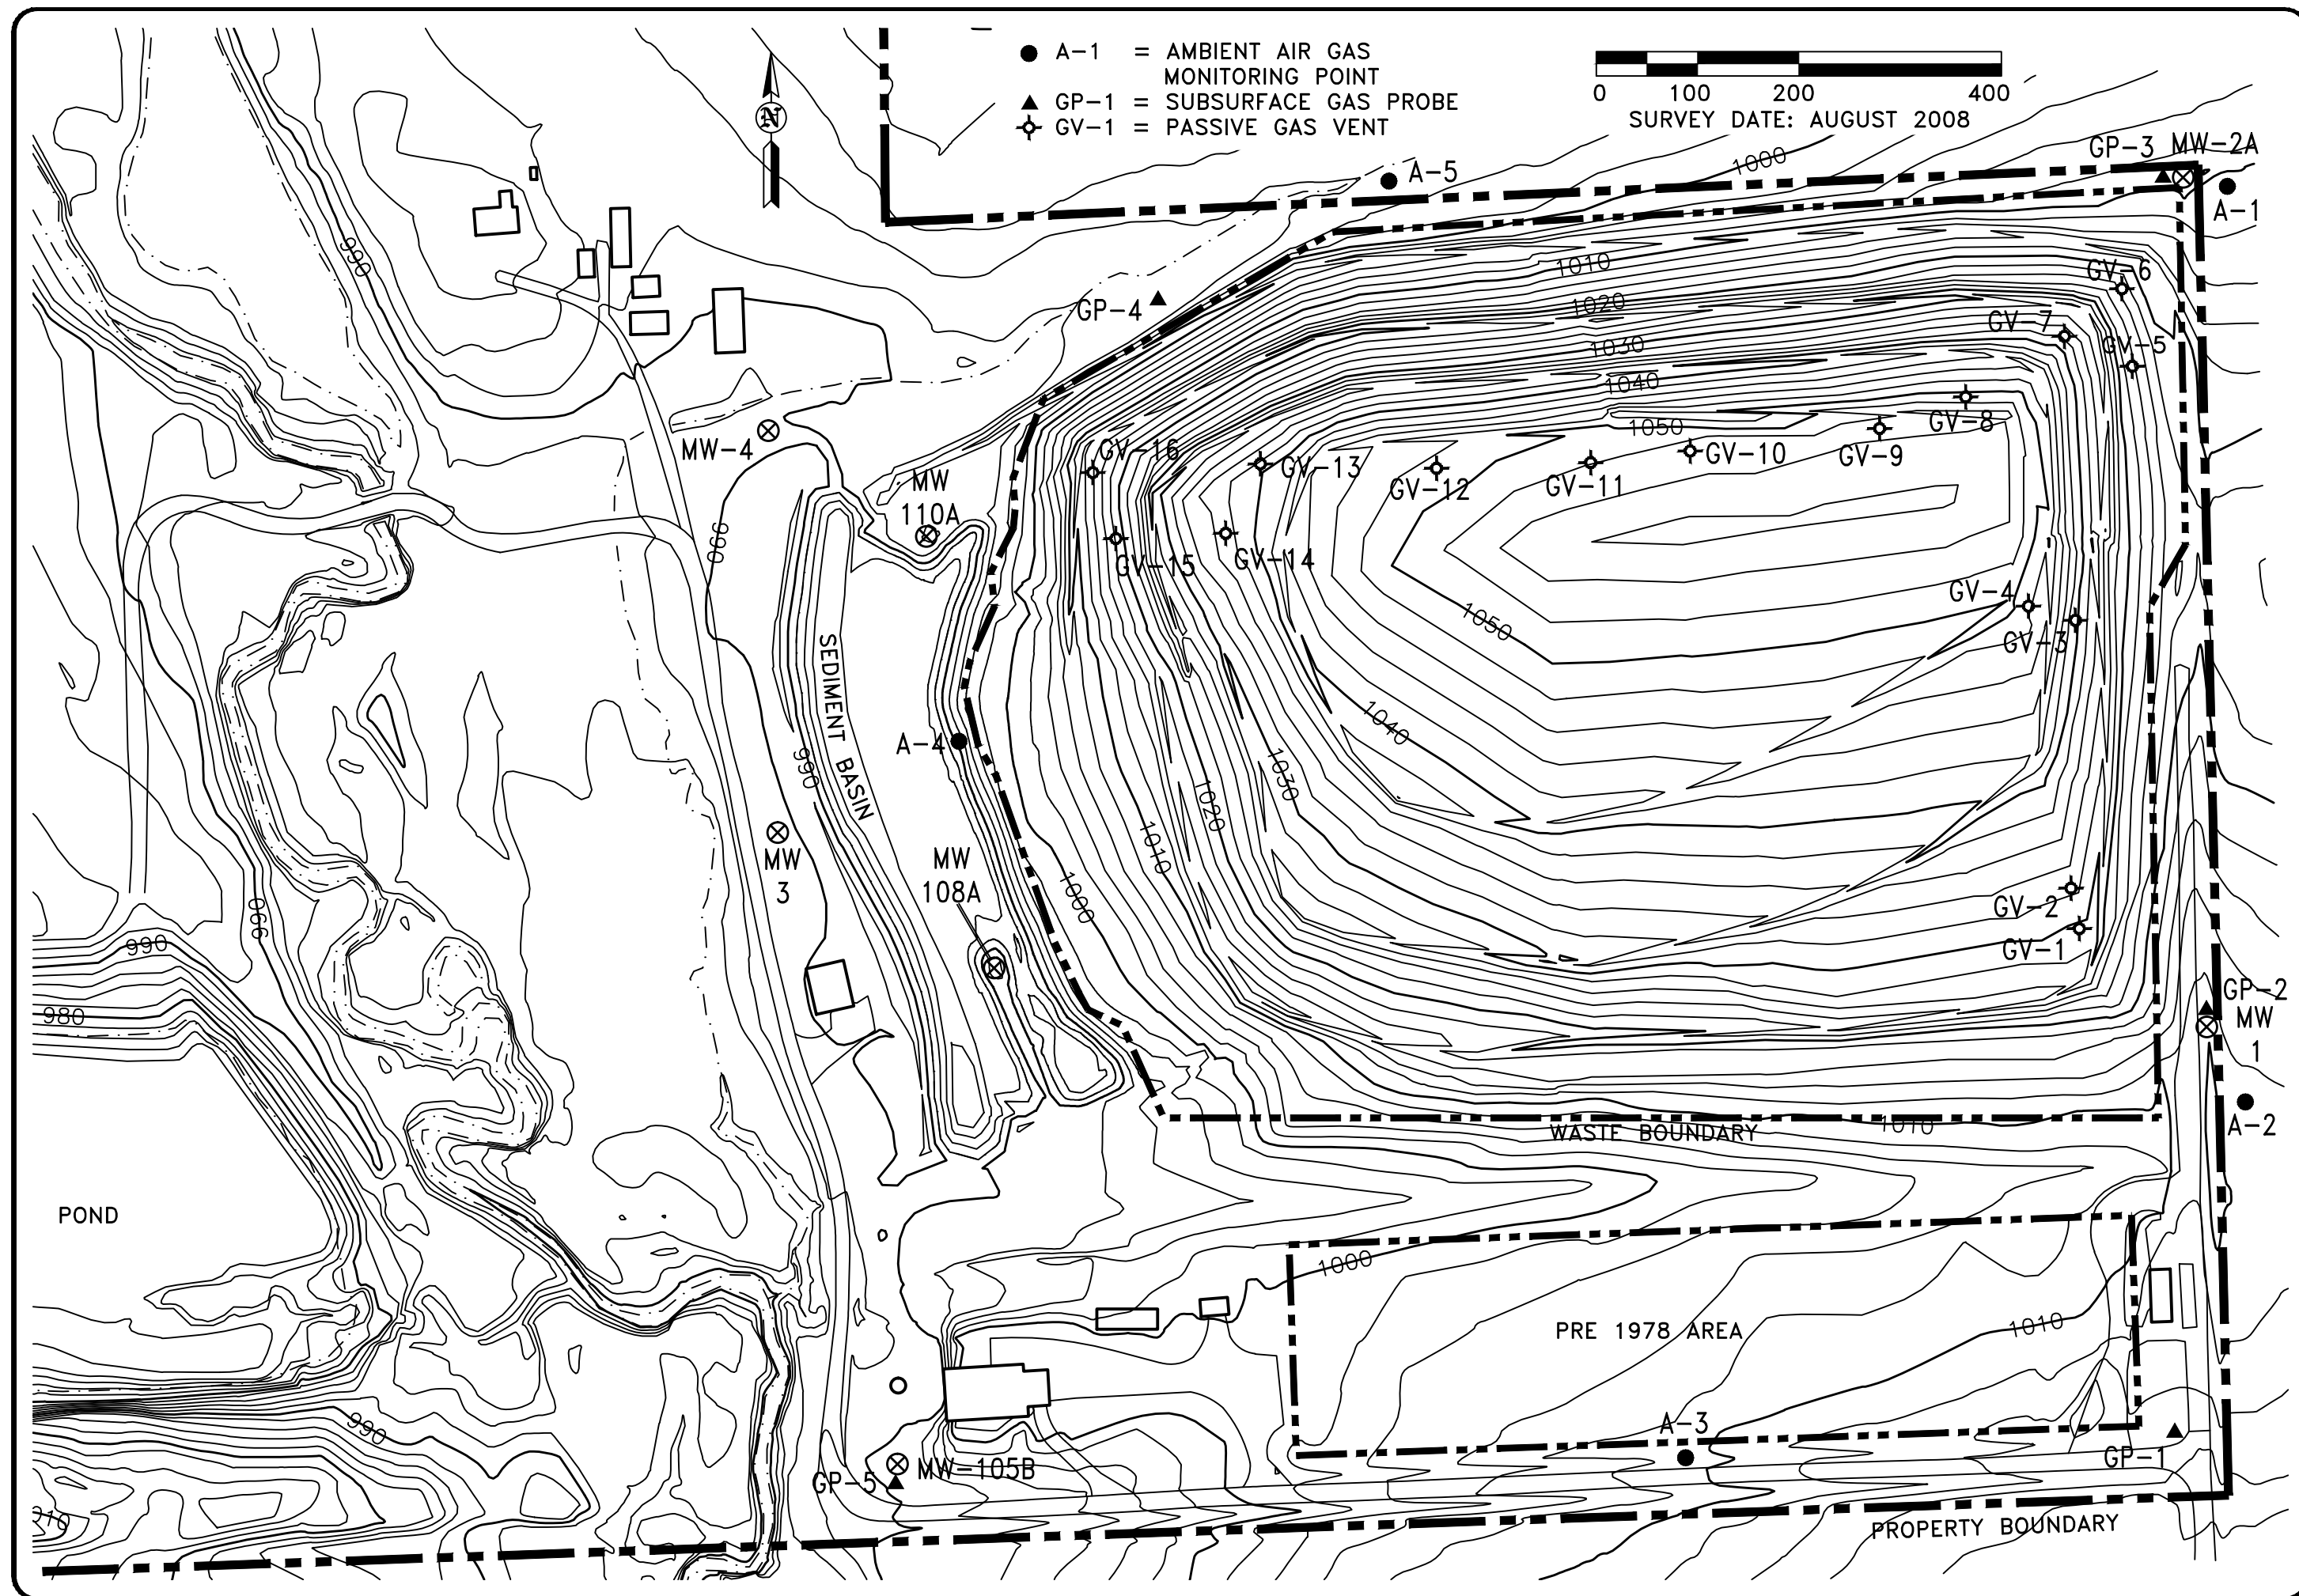 A-1 = AMBIENT AIR GAS
MONITORING POINT
GP-1 = SUBSURFACE GAS PROBE
GV-1 = PASSIVE GAS VENT
0 100 200 400
SURVEY DATE: AUGUST 2008
N
GP-3 MW-2A
A-1
A-5
1000
990
GP-4
1010
1020
1030
1040
1050
GV-6
GV-7
GV-5
GV-8
GV-9
GV-10
GV-11
GV-12
GV-13
GV-16
MW-4
MW
110A
990
GV-15
GV-14
GV-4
GV-3
1050
SEDIMENT BASIN
A-4
990
1040
1030
1020
1010
1000
MW
3
MW
108A
990
990
980
GV-2
GV-1
GP-2
MW
1
A-2
WASTE BOUNDARY
1010
POND
1000
PRE 1978 AREA
1010
A-3
GP-1
990
MW-105B
GP-5
010
PROPERTY BOUNDARY